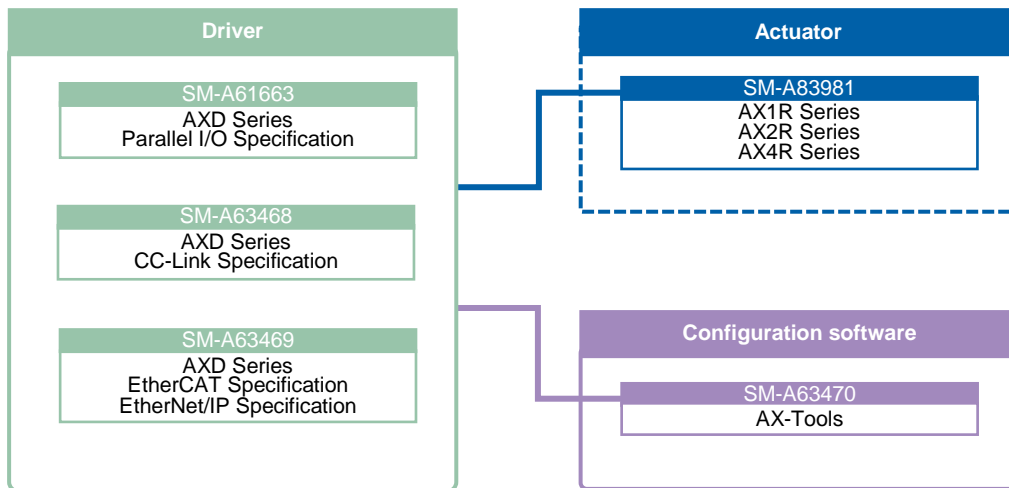 Driver
SM-A61663
AXD Series
Parallel I/O Specification
SM-A63468
AXD Series
CC-Link Specification
SM-A63469
AXD Series
EtherCAT Specification
EtherNet/IP Specification
Actuator
SM-A83981
AX1R Series
AX2R Series
AX4R Series
Configuration software
SM-A63470
AX-Tools